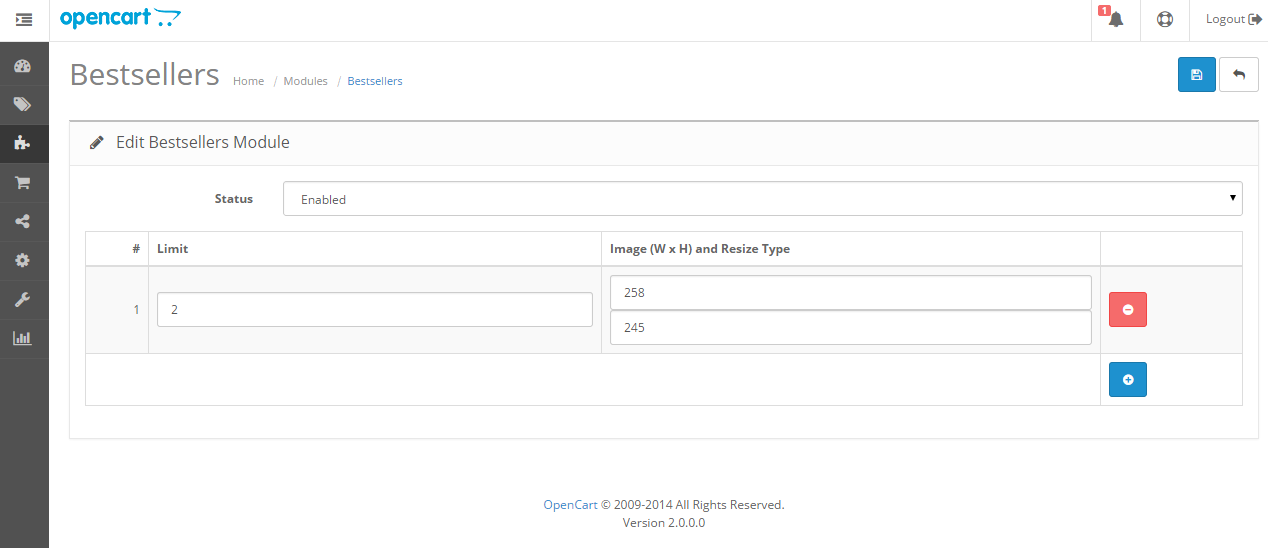 opencart
1
Logout
Bestsellers
Home / Modules / Bestsellers
Edit Bestsellers Module
Status
Enabled
# Limit Image (W x H) and Resize Type
1 2 258
245
OpenCart © 2009-2014 All Rights Reserved.
Version 2.0.0.0